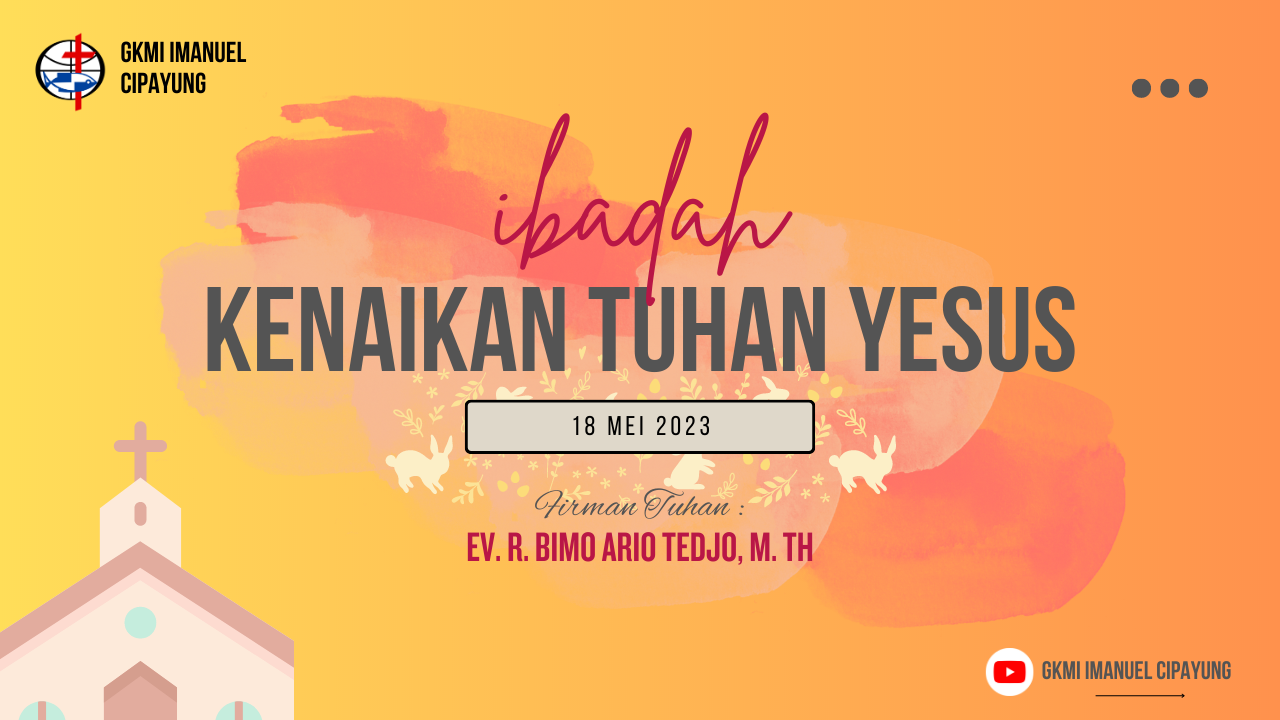 GKMI IMANUEL
CIPAYUNG
ibadah
KENAIKAN TUHAN YESUS
18 MEI 2023
Firman Tuhan :
EV. R. BIMO ARIO TEDJO, M. TH
GKMI IMANUEL CIPAYUNG